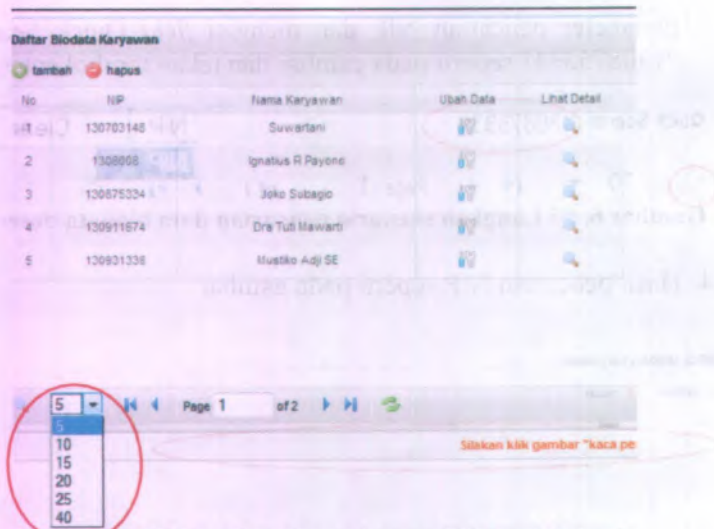 Daftar Biodata Karyawan
tambah hapus
No NIP Nama Karyawan Ubah Data Lihat Detail
1 130703148 Suwartani
2 Ignatius R Payono
3 130875334 Joko Subagio
4 130911674 Dra Tuti Mawarti
5 130931336 Mustiko Adji SE
5 Page 1 of 2
5
10
15
20
25
40
Silakan klik gambar "kaca pe